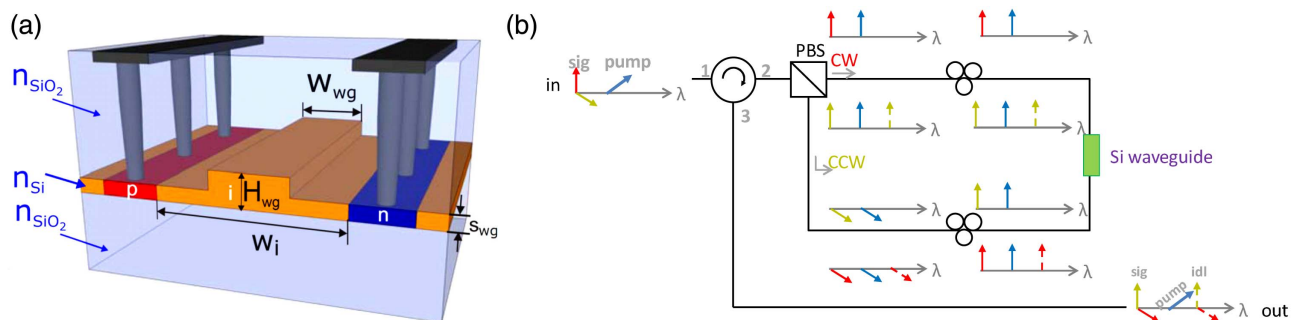 (a)
n_SiO2
n_Si
n_SiO2
W_wg
p
i
H_wg
n
s_wg
w_i
(b)
in
sig
pump
λ
1
2
3
PBS
CW
λ
λ
λ
λ
CCW
Si waveguide
λ
λ
λ
λ
sig
pump
idl
λ
out